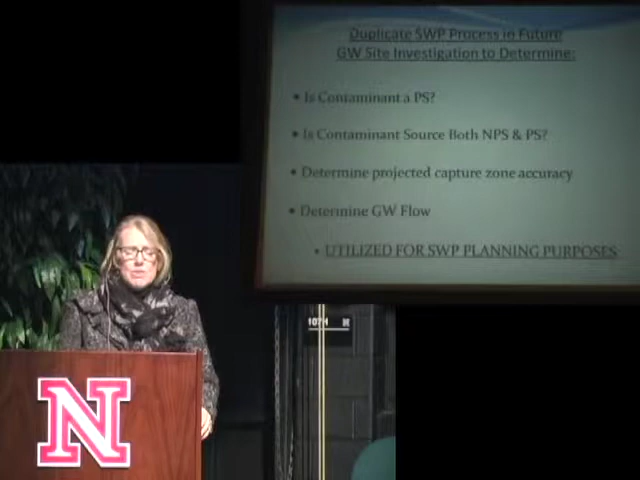 Duplicate SWP Process in Future
GW Site Investigation to Determine:
• Is Contaminant a PS?
• Is Contaminant Source Both NPS & PS?
• Determine projected capture zone accuracy
• Determine GW Flow
• UTILIZED FOR SWP PLANNING PURPOSES
107H
N